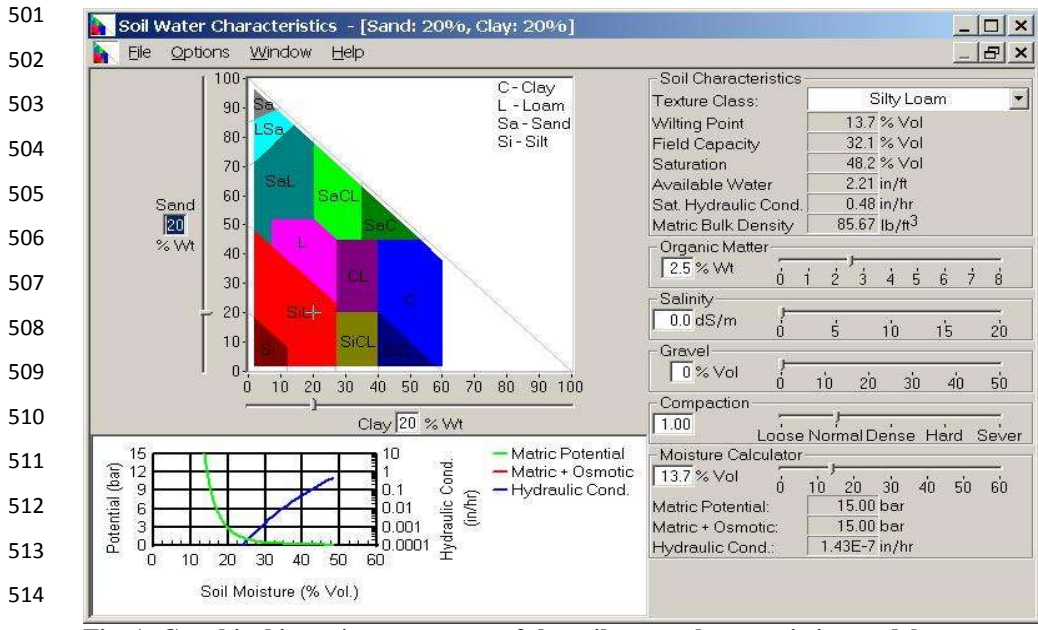 501
502
503
504
505
506
507
508
509
510
511
512
513
514
Soil Water Characteristics - [Sand: 20%, Clay: 20%]
File Options Window Help
Sand
20
% Wt
100
90
80
70
60
50
40
30
20
10
0
C - Clay
L - Loam
Sa - Sand
Si - Silt
Sa
LSa
SaL
SaCL
SaC
L
CL
C
SiL
SiCL
Si
0 10 20 30 40 50 60 70 80 90 100
Clay 20 % Wt
Soil Characteristics
Texture Class: Silty Loam
Wilting Point 13.7 % Vol
Field Capacity 32.1 % Vol
Saturation 48.2 % Vol
Available Water 2.21 in/ft
Sat. Hydraulic Cond. 0.48 in/hr
Matric Bulk Density 85.67 lb/ft3
Organic Matter
2.5 % Wt
0 1 2 3 4 5 6 7 8
Salinity
0.0 dS/m
0 5 10 15 20
Gravel
0 % Vol
0 10 20 30 40 50
Compaction
1.00
Loose Normal Dense Hard Sever
Moisture Calculator
13.7 % Vol
0 10 20 30 40 50 60
Matric Potential: 15.00 bar
Matric + Osmotic: 15.00 bar
Hydraulic Cond.: 1.43E-7 in/hr
Potential (bar)
15
12
9
6
3
0
10
1
0.1
0.01
0.001
0.0001
Hydraulic Cond.
(in/hr)
Matric Potential
Matric + Osmotic
Hydraulic Cond.
0 10 20 30 40 50 60
Soil Moisture (% Vol.)